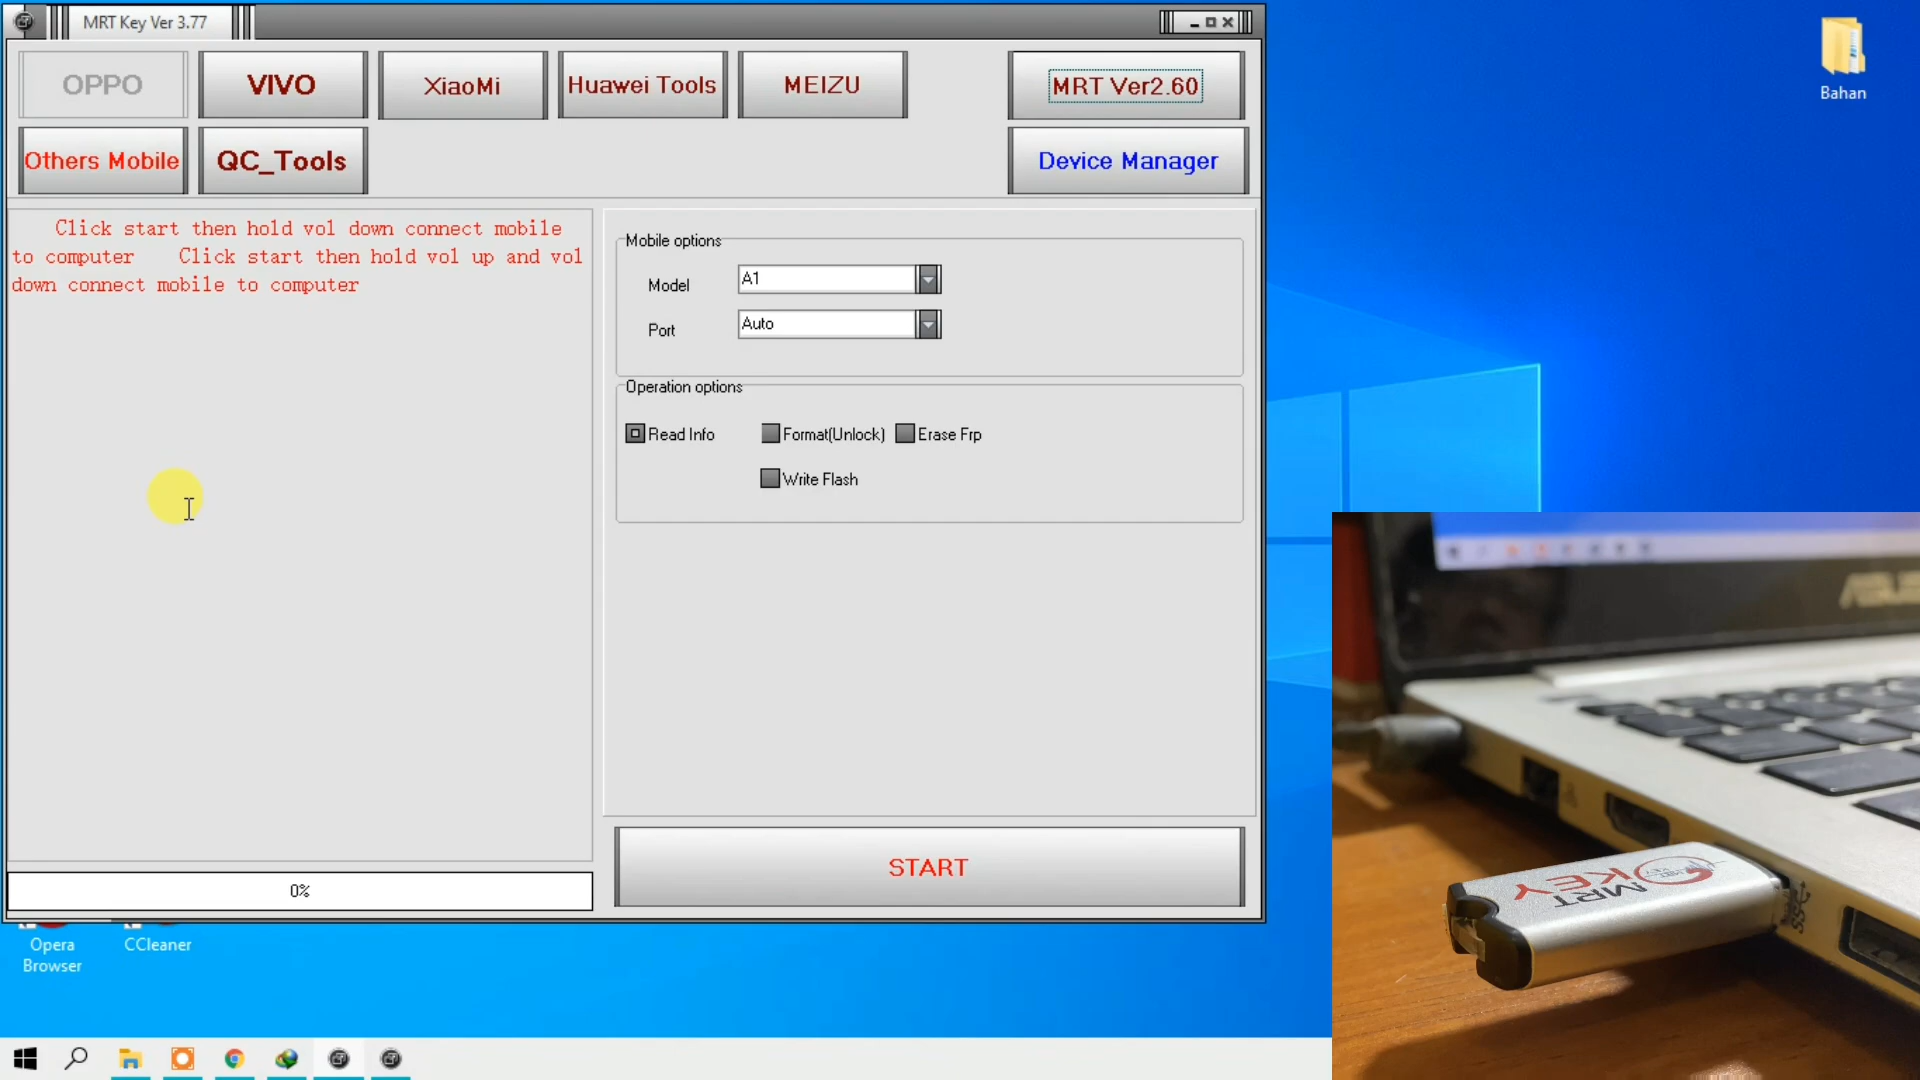 MRT Key Ver 3.77
OPPO
VIVO
XiaoMi
Huawei Tools
MEIZU
MRT Ver2.60
Others Mobile
QC_Tools
Device Manager
Click start then hold vol down connect mobile
to computer    Click start then hold vol up and vol
down connect mobile to computer
Mobile options
Model
A1
Port
Auto
Operation options
Read Info
Format(Unlock)
Erase Frp
Write Flash
START
0%
Bahan
Opera
Browser
CCleaner
ASUS
MRT
KEY